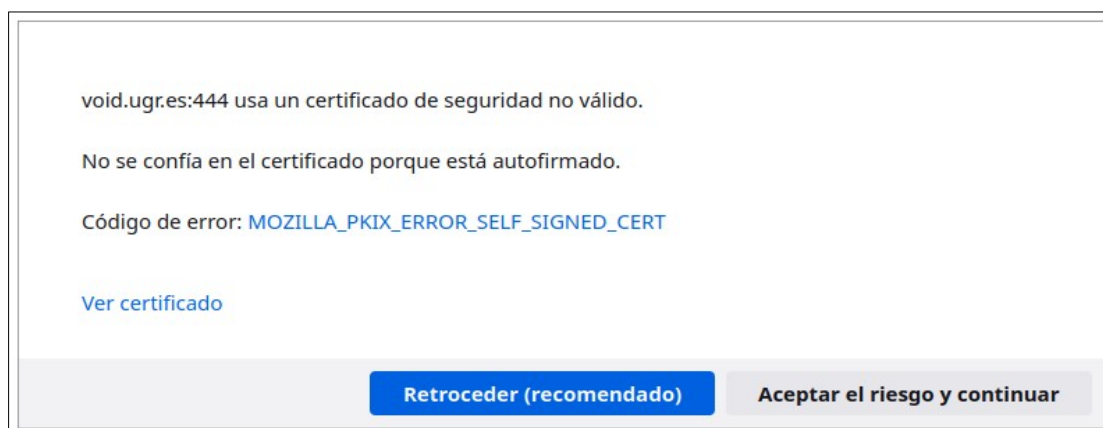 void.ugr.es:444 usa un certificado de seguridad no válido.
No se confía en el certificado porque está autofirmado.
Código de error: MOZILLA_PKIX_ERROR_SELF_SIGNED_CERT
Ver certificado
Retroceder (recomendado) Aceptar el riesgo y continuar